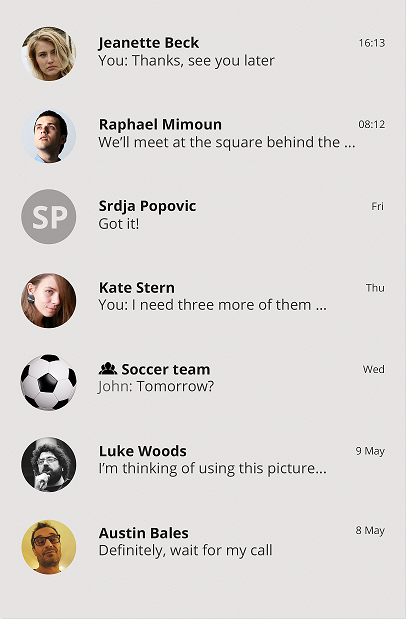 Jeanette Beck 16:13
You: Thanks, see you later
Raphael Mimoun 08:12
We’ll meet at the square behind the ...
SP Srdja Popovic Fri
Got it!
Kate Stern Thu
You: I need three more of them ...
Soccer team Wed
John: Tomorrow?
Luke Woods 9 May
I’m thinking of using this picture...
Austin Bales 8 May
Definitely, wait for my call